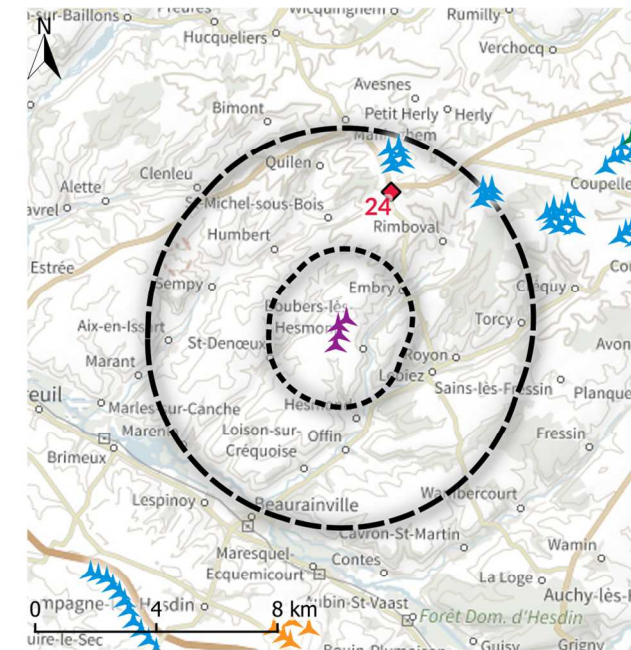 Wicquinghem
Rumilly
Hucqueliers
Verchocq
N
Avesnes
Bimont
Petit Herly
Herly
Quilen
Clenleu
Alette
24
Coupelle
St-Michel-sous-Bois
Rimboval
Humbert
Estrée
Sempy
Embry
Créquy
Boubers-lès-
Hesmond
Torcy
Aix-en-Issart
St-Denœux
Royon
Marant
Lebiez
Sains-lès-Fressin
Planque
Marles-sur-Canche
Hesmond
Loison-sur-
Créquoise
Offin
Fressin
Brimeux
Lespinoy
Beaurainville
Wambercourt
Cavron-St-Martin
Wamin
Maresquel-
Ecquemicourt
Contes
La Loge
Auchy-lès-H
0
4
8 km
Aubin-St-Vaast
Forêt Dom. d'Hesdin
Guisy
Grigny